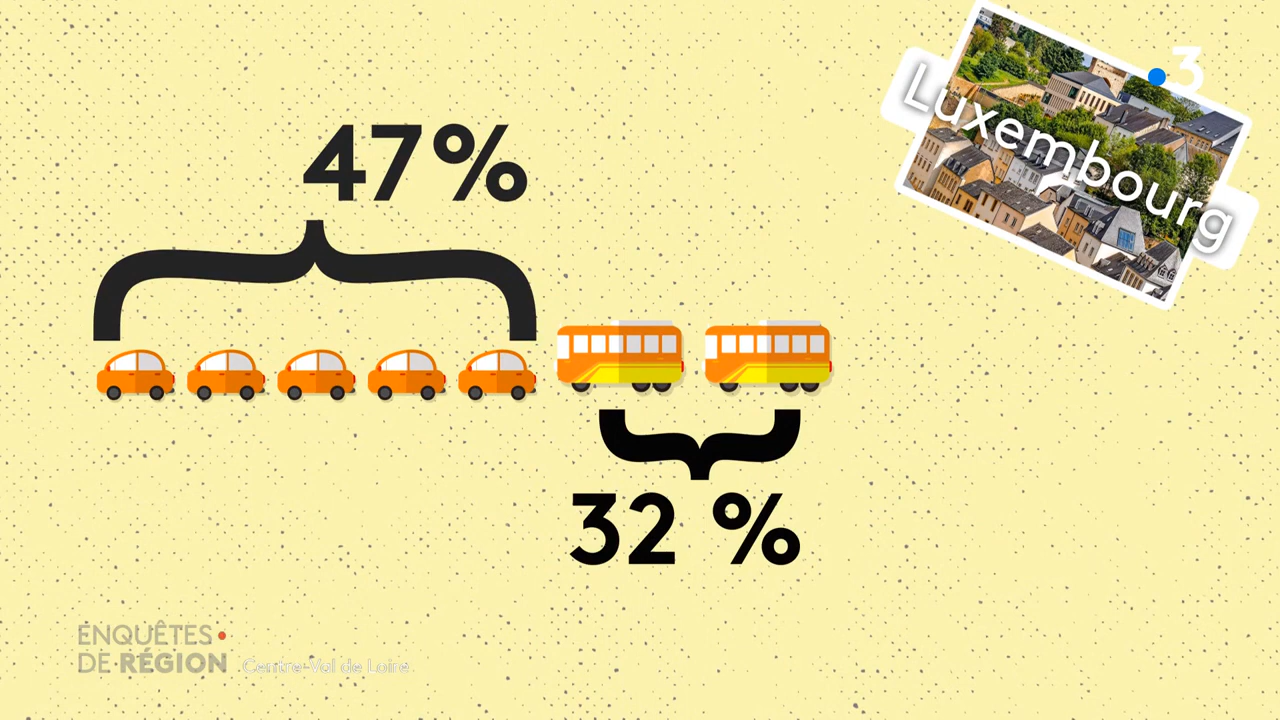 3
Luxembourg
47%
32 %
ENQUÊTES
DE RÉGION Centre-Val de Loire